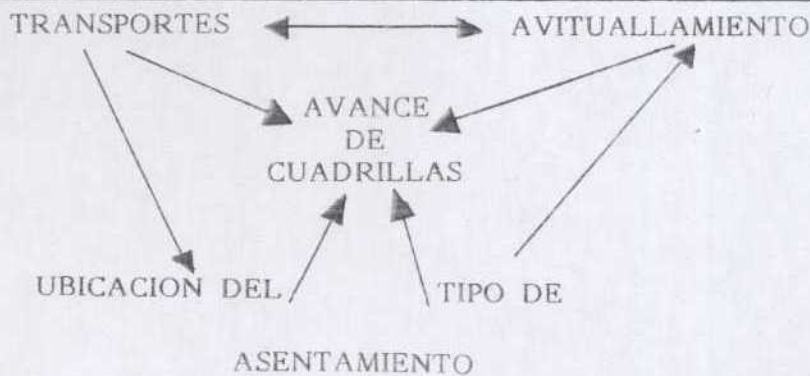 TRANSPORTES AVITUALLAMIENTO
AVANCE
DE
CUADRILLAS
UBICACION DEL TIPO DE
ASENTAMIENTO